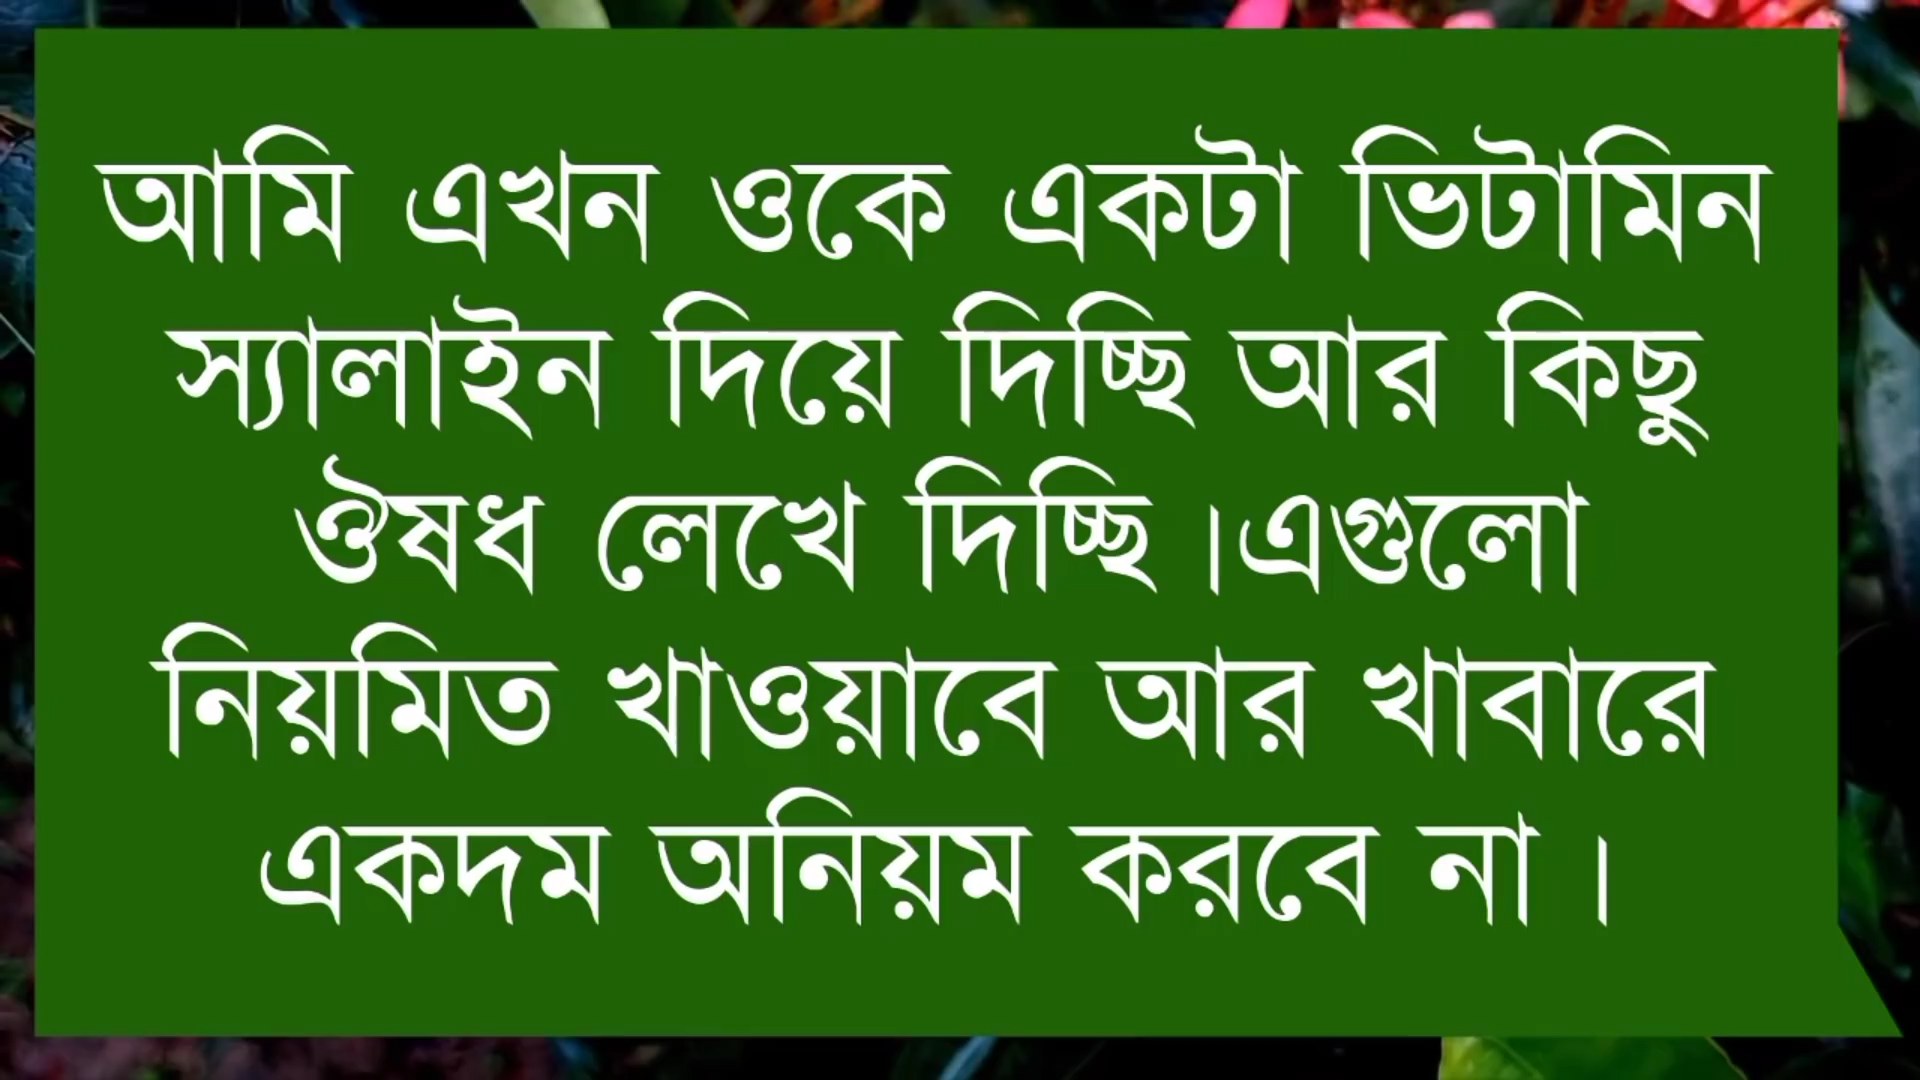 আমি এখন ওকে একটা ভিটামিন
স্যালাইন দিয়ে দিচ্ছি আর কিছু
ঔষধ লেখে দিচ্ছি ।এগুলো
নিয়মিত খাওয়াবে আর খাবারে
একদম অনিয়ম করবে না ।